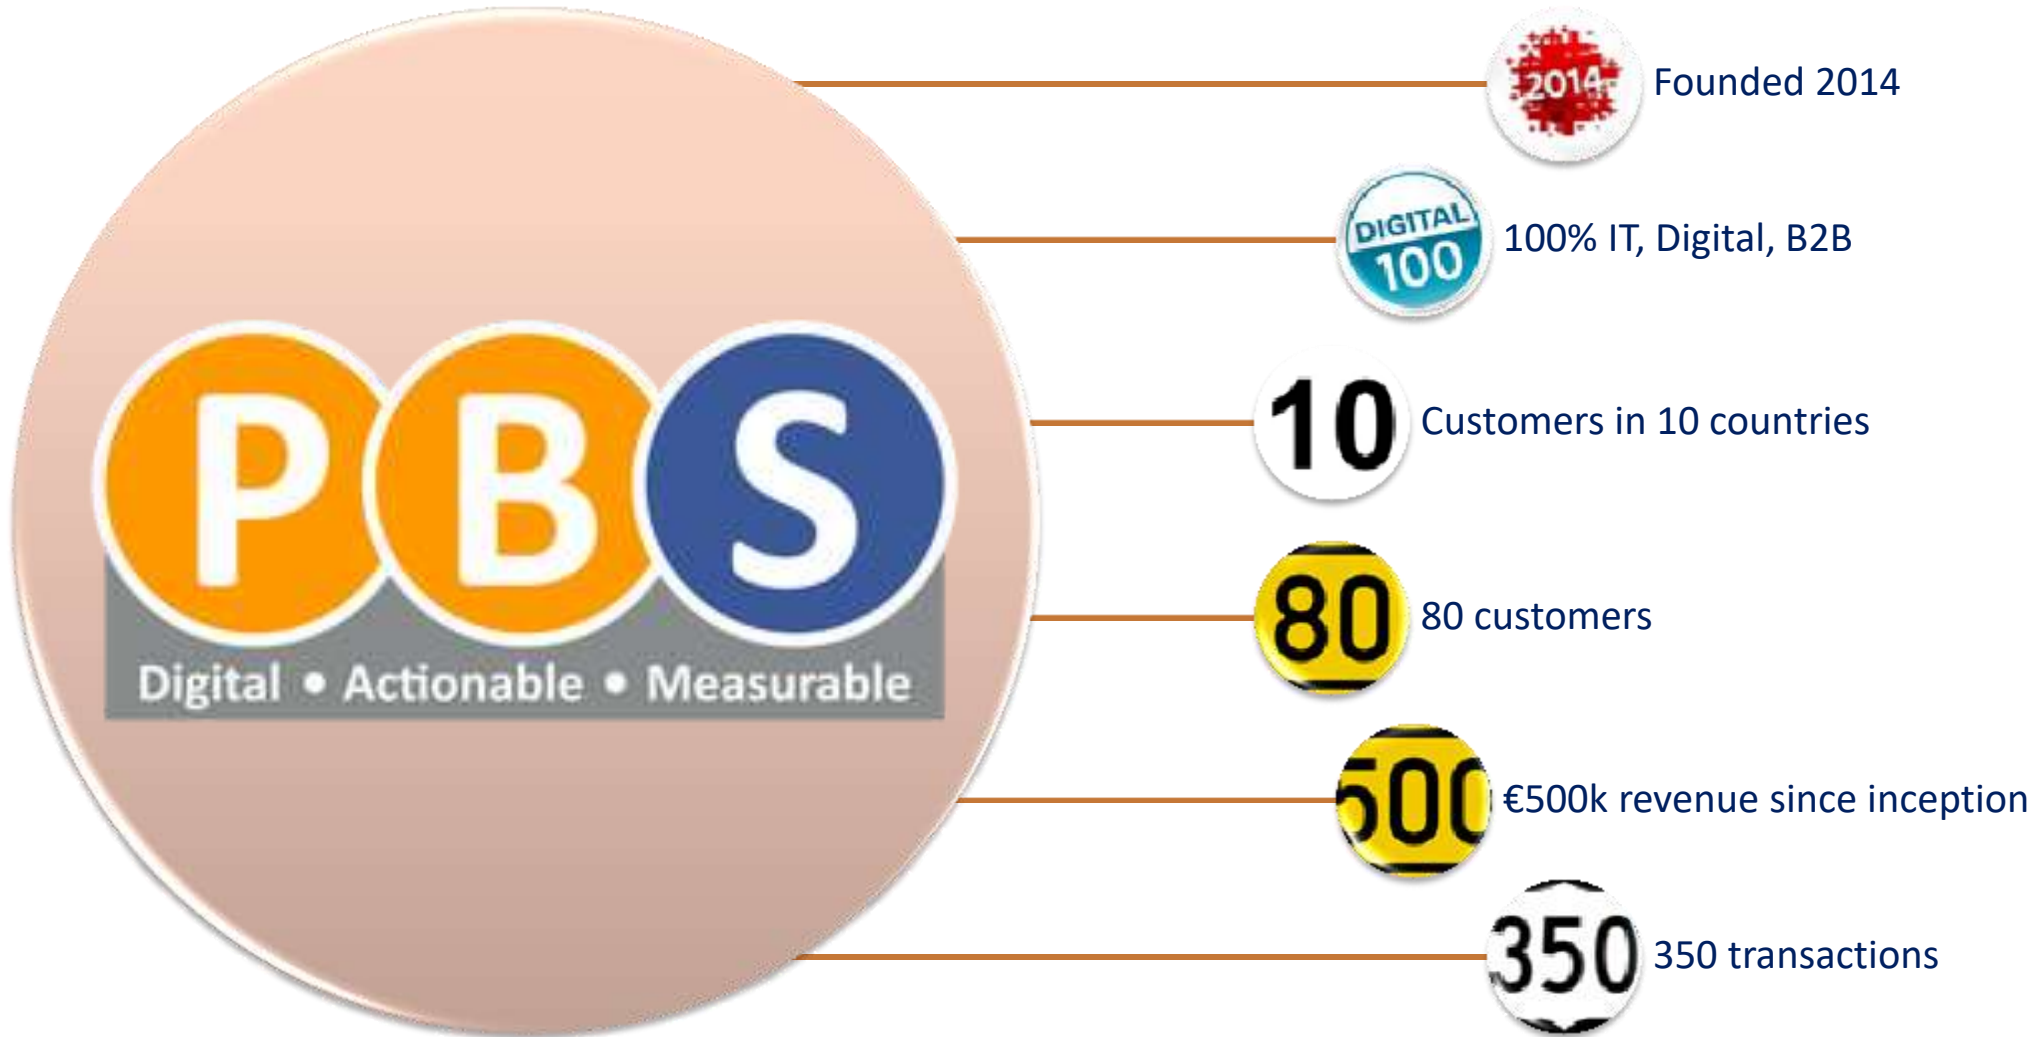 PBS
Digital • Actionable • Measurable
2014
Founded 2014
DIGITAL
100
100% IT, Digital, B2B
10
Customers in 10 countries
80
80 customers
500
€500k revenue since inception
350
350 transactions